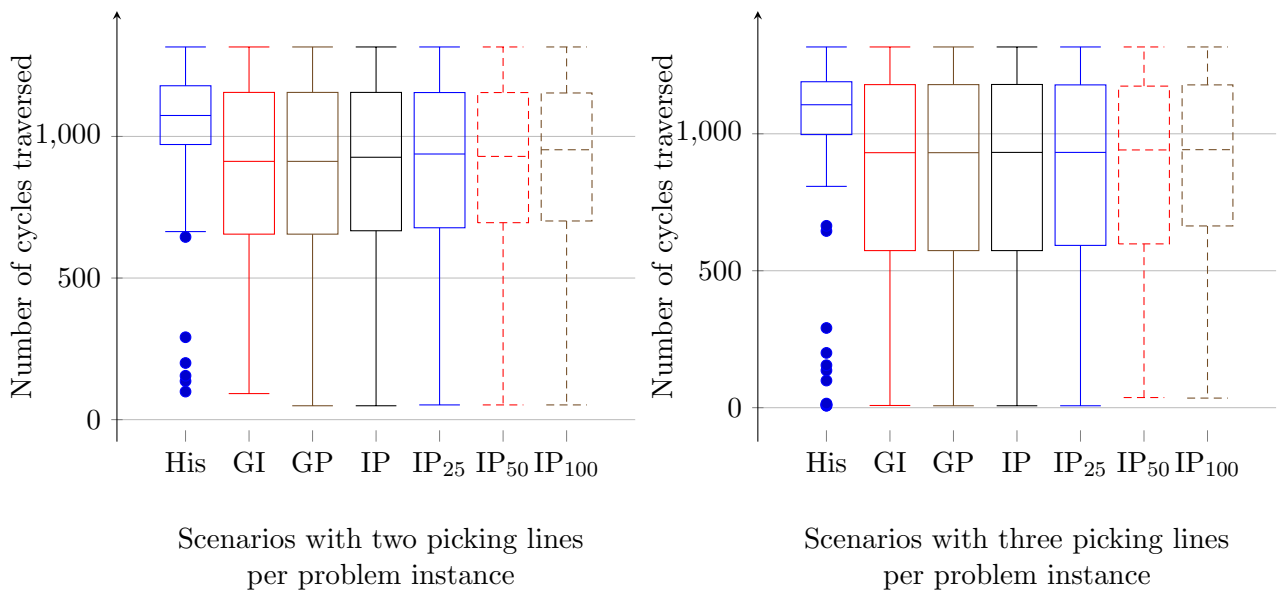 Number of cycles traversed
1,000
500
0
His GI GP IP IP25 IP50 IP100
Scenarios with two picking lines
per problem instance
Number of cycles traversed
1,000
500
0
His GI GP IP IP25 IP50 IP100
Scenarios with three picking lines
per problem instance